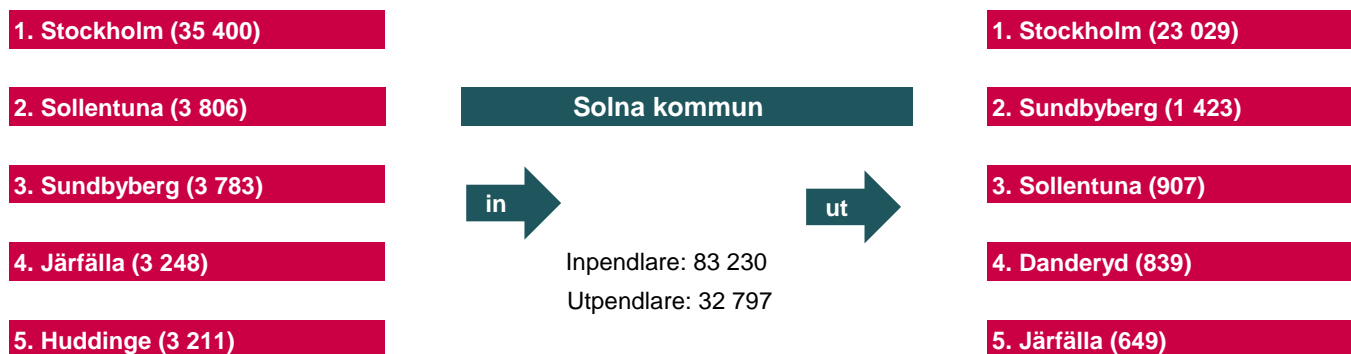 1. Stockholm (35 400)
2. Sollentuna (3 806)
3. Sundbyberg (3 783)
4. Järfälla (3 248)
5. Huddinge (3 211)
Solna kommun
in
ut
Inpendlare: 83 230
Utpendlare: 32 797
1. Stockholm (23 029)
2. Sundbyberg (1 423)
3. Sollentuna (907)
4. Danderyd (839)
5. Järfälla (649)